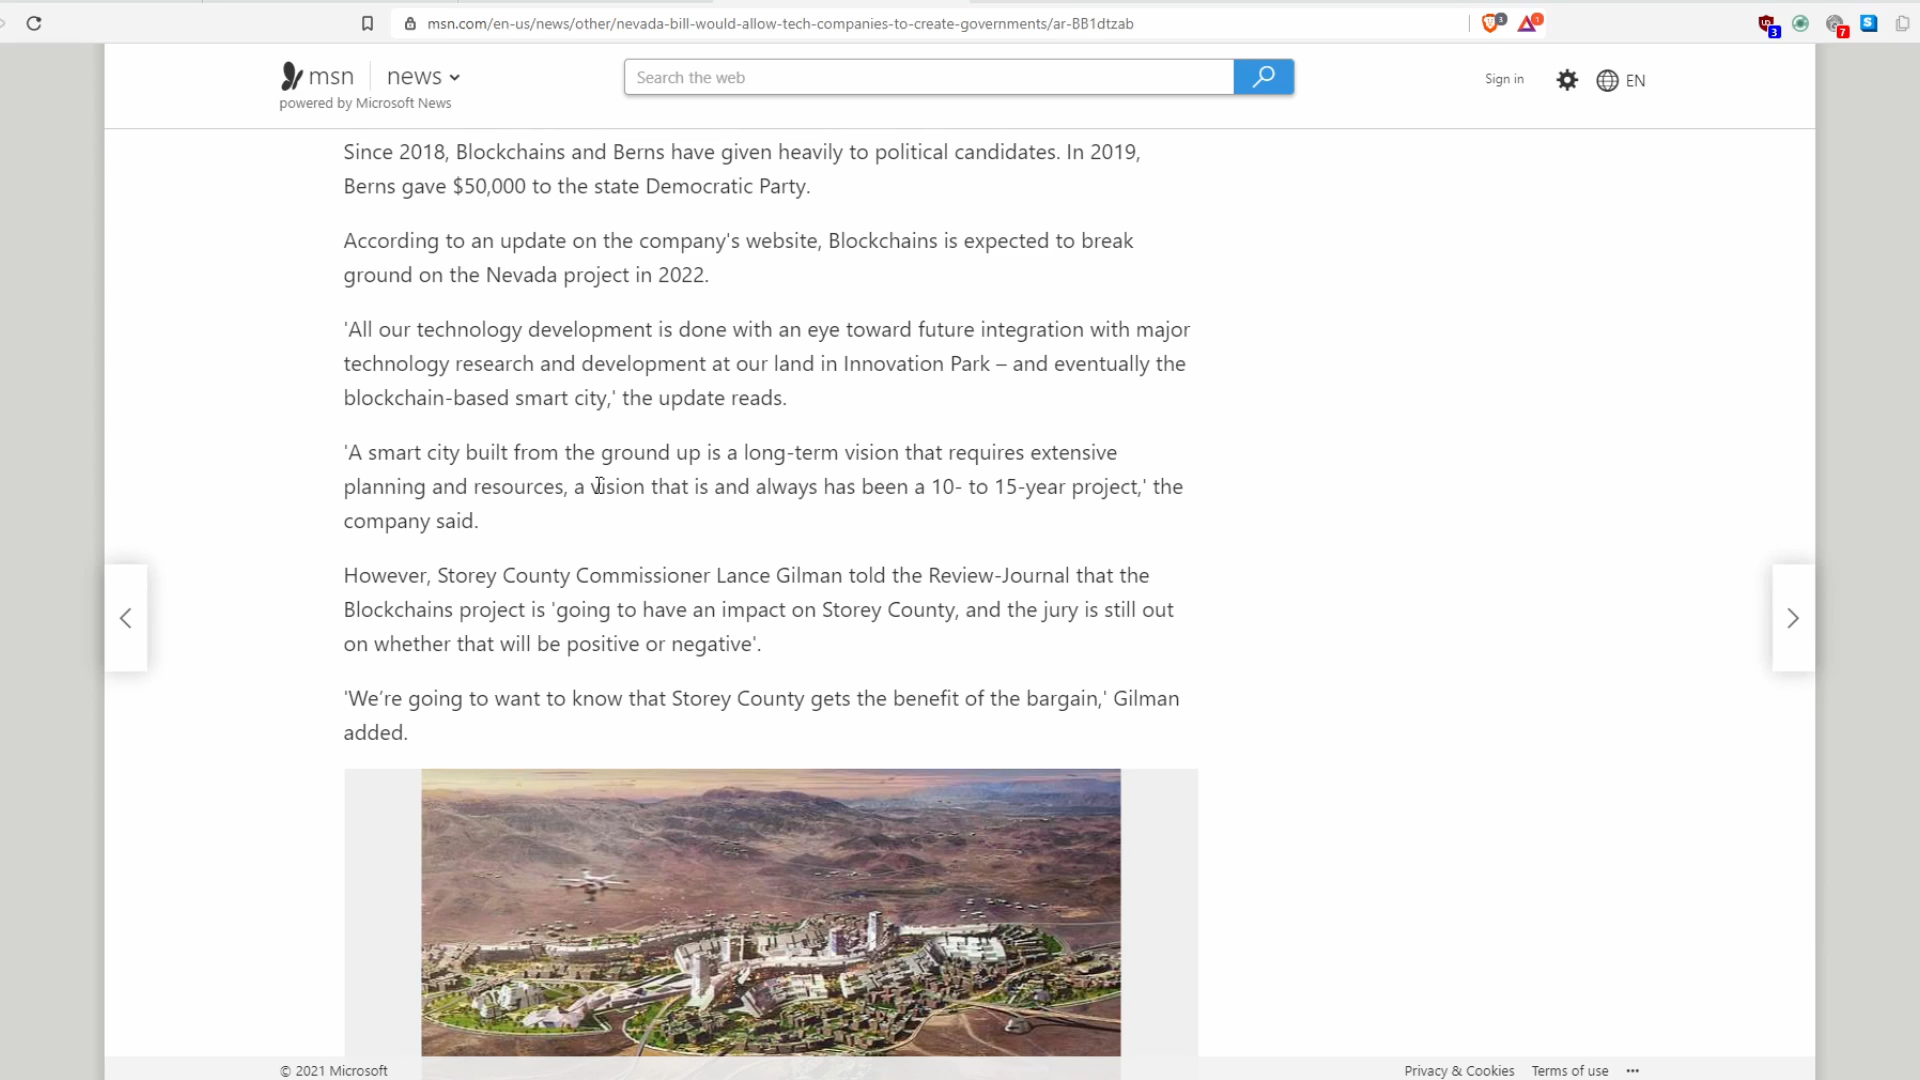 msn.com/en-us/news/other/nevada-bill-would-allow-tech-companies-to-create-governments/ar-BB1dtzab
3
1
3
7
S
msn
news
powered by Microsoft News
Search the web
Sign in
EN
Since 2018, Blockchains and Berns have given heavily to political candidates. In 2019,
Berns gave $50,000 to the state Democratic Party.
According to an update on the company's website, Blockchains is expected to break
ground on the Nevada project in 2022.
'All our technology development is done with an eye toward future integration with major
technology research and development at our land in Innovation Park – and eventually the
blockchain-based smart city,' the update reads.
'A smart city built from the ground up is a long-term vision that requires extensive
planning and resources, a vision that is and always has been a 10- to 15-year project,' the
company said.
However, Storey County Commissioner Lance Gilman told the Review-Journal that the
Blockchains project is 'going to have an impact on Storey County, and the jury is still out
on whether that will be positive or negative'.
'We're going to want to know that Storey County gets the benefit of the bargain,' Gilman
added.
© 2021 Microsoft
Privacy & Cookies
Terms of use